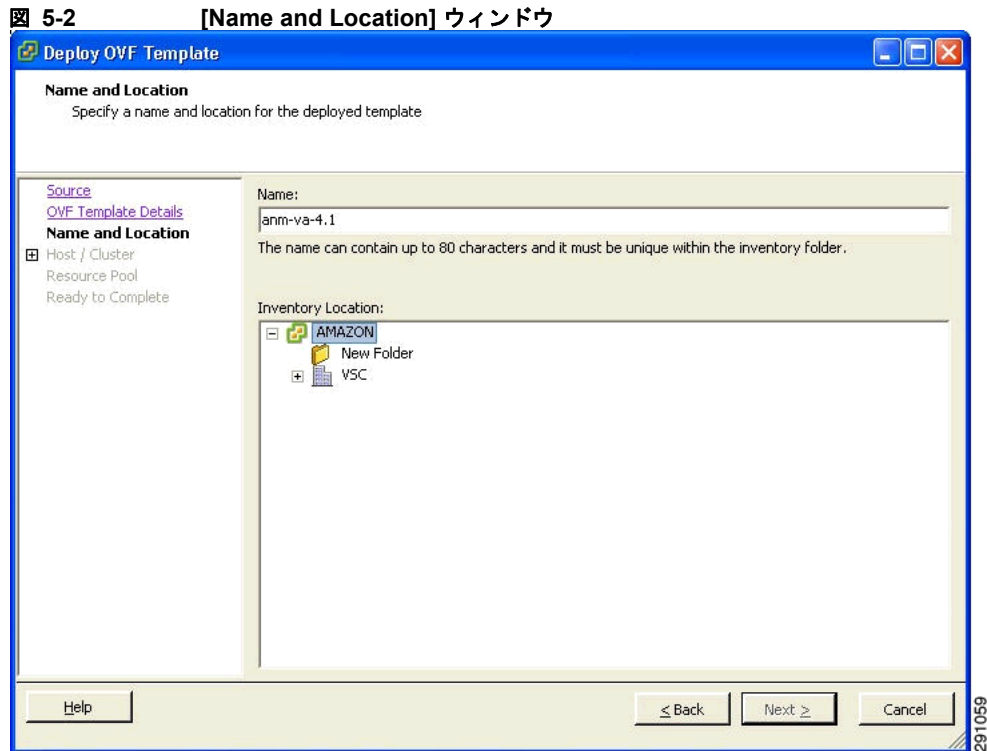 図 5-2 [Name and Location] ウィンドウ
Deploy OVF Template
Name and Location
Specify a name and location for the deployed template
Source
OVF Template Details
Name and Location
Host / Cluster
Resource Pool
Ready to Complete
Name:
anm-va-4.1
The name can contain up to 80 characters and it must be unique within the inventory folder.
Inventory Location:
AMAZON
New Folder
VSC
Help
≤ Back
Next ≥
Cancel
291059